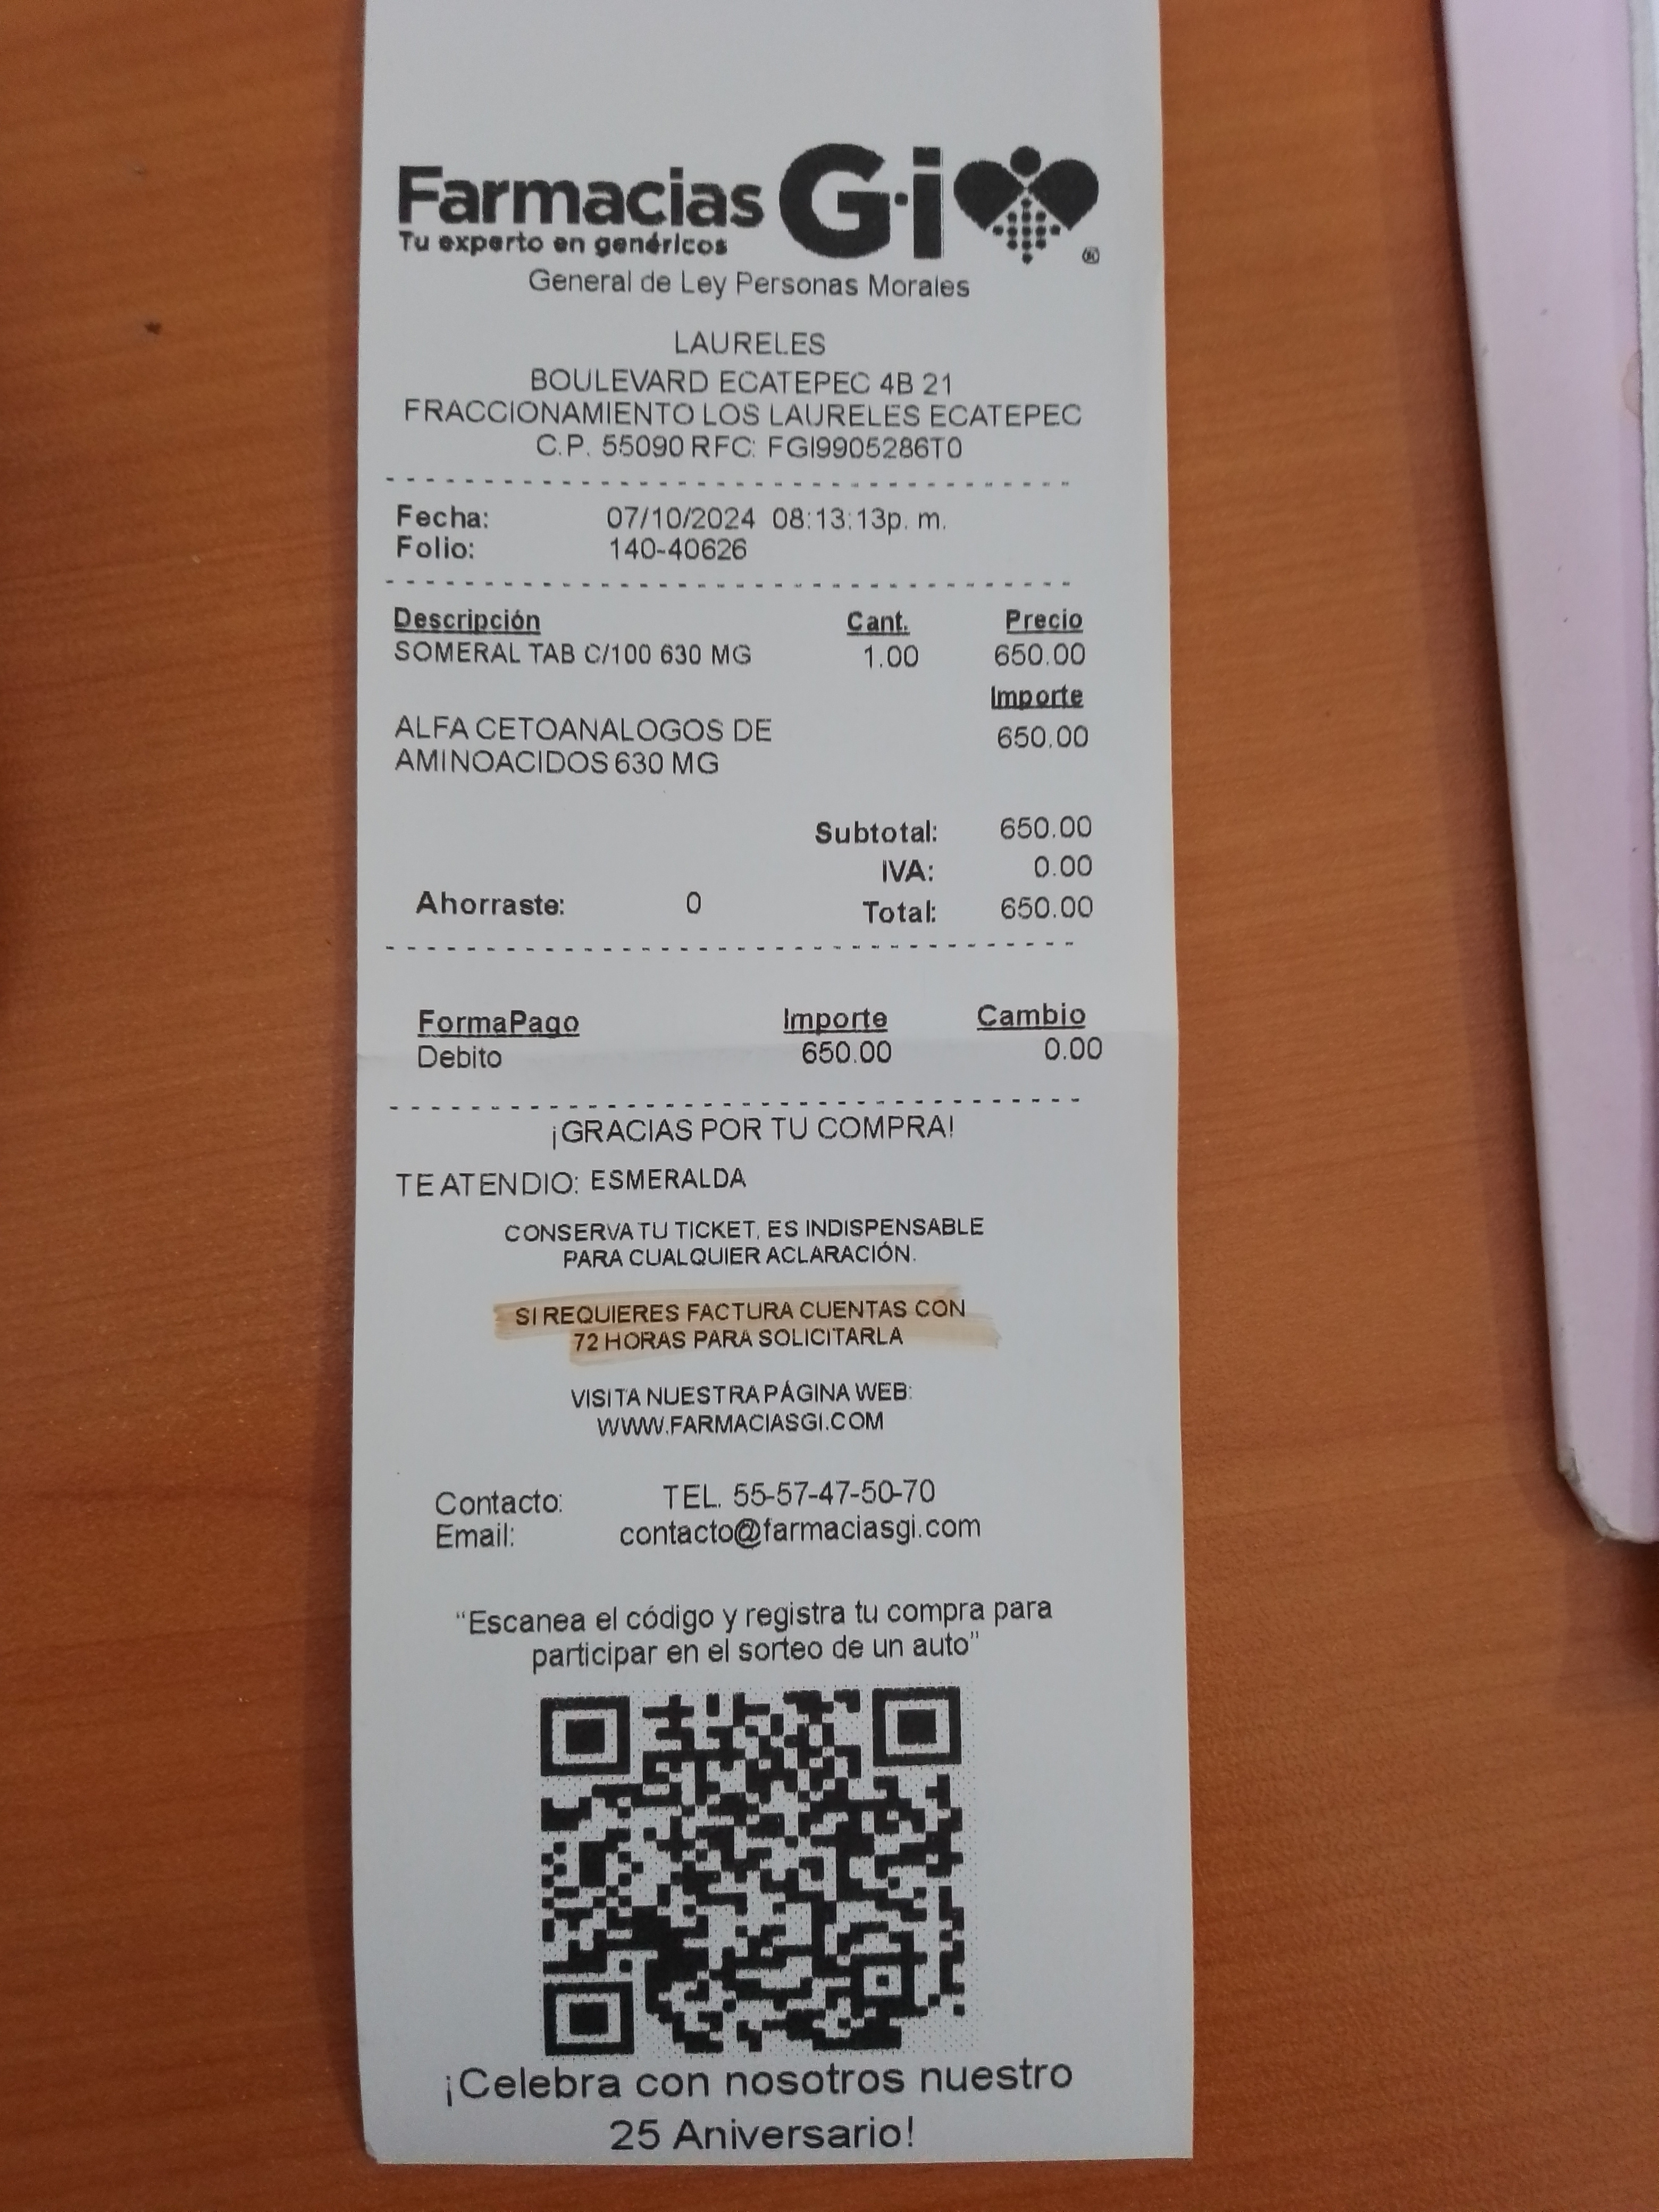 Farmacias G·i
Tu experto en genéricos
®
General de Ley Personas Morales
LAURELES
BOULEVARD ECATEPEC 4B 21
FRACCIONAMIENTO LOS LAURELES ECATEPEC
C.P. 55090 RFC: FGI9905286T0
Fecha: 07/10/2024 08:13:13p. m.
Folio: 140-40626
Descripción Cant. Precio
SOMERAL TAB C/100 630 MG 1.00 650.00
Importe
ALFA CETOANALOGOS DE 650.00
AMINOACIDOS 630 MG
Subtotal: 650.00
IVA: 0.00
Ahorraste: 0 Total: 650.00
FormaPago Importe Cambio
Debito 650.00 0.00
¡GRACIAS POR TU COMPRA!
TE ATENDIO: ESMERALDA
CONSERVA TU TICKET, ES INDISPENSABLE
PARA CUALQUIER ACLARACIÓN.
SI REQUIERES FACTURA CUENTAS CON
72 HORAS PARA SOLICITARLA
VISITA NUESTRA PÁGINA WEB:
WWW.FARMACIASGI.COM
Contacto: TEL. 55-57-47-50-70
Email: contacto@farmaciasgi.com
“Escanea el código y registra tu compra para
participar en el sorteo de un auto”
¡Celebra con nosotros nuestro
25 Aniversario!